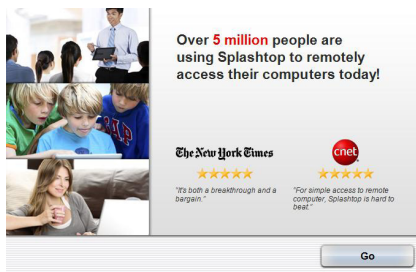 Over 5 million people are
using Splashtop to remotely
access their computers today!
The New York Times
cnet
"It's both a breakthrough and a
bargain."
"For simple access to remote
computer, Splashtop is hard to
beat."
GAP
Go